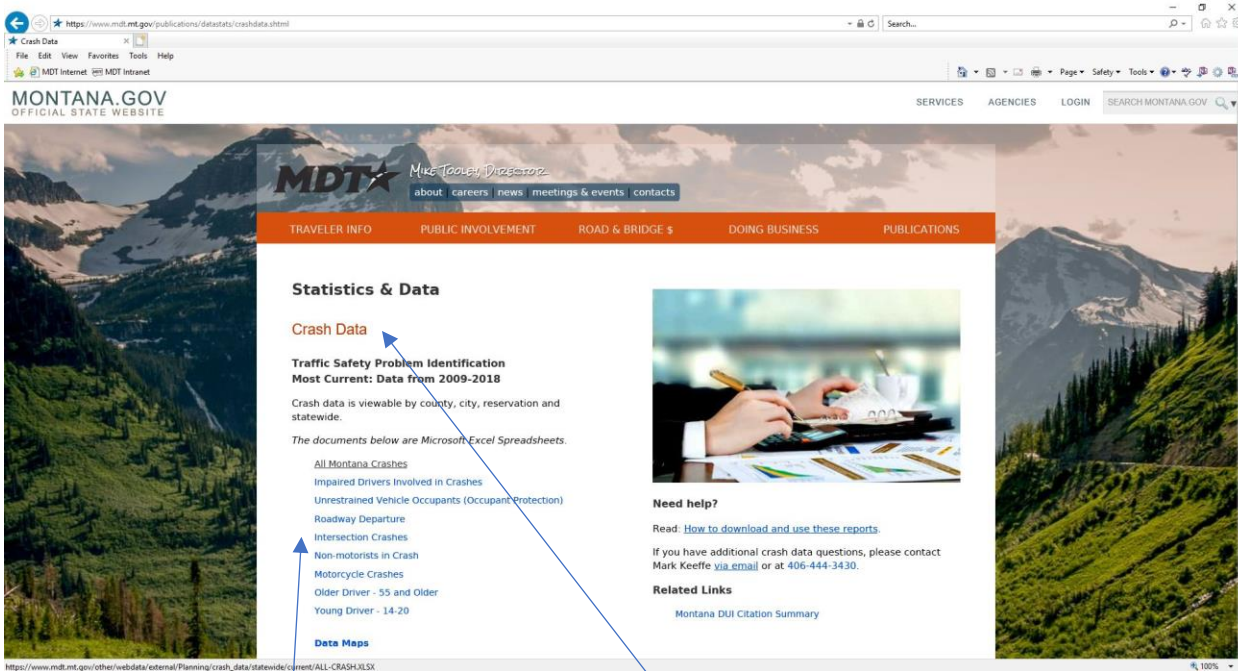 https://www.mdt.mt.gov/publications/datastats/crashdata.shtml
Search...
Crash Data
File Edit View Favorites Tools Help
MDT Internet MDT Intranet
Page Safety Tools
MONTANA.GOV
OFFICIAL STATE WEBSITE
SERVICES AGENCIES LOGIN SEARCH MONTANA.GOV
MDT Mike Tooley, Director
about | careers | news | meetings & events | contacts
TRAVELER INFO PUBLIC INVOLVEMENT ROAD & BRIDGE $ DOING BUSINESS PUBLICATIONS
Statistics & Data
Crash Data
Traffic Safety Problem Identification
Most Current: Data from 2009-2018
Crash data is viewable by county, city, reservation and
statewide.
The documents below are Microsoft Excel Spreadsheets.
All Montana Crashes
Impaired Drivers Involved in Crashes
Unrestrained Vehicle Occupants (Occupant Protection)
Roadway Departure
Intersection Crashes
Non-motorists in Crash
Motorcycle Crashes
Older Driver - 55 and Older
Young Driver - 14-20
Data Maps
Need help?
Read: How to download and use these reports.
If you have additional crash data questions, please contact
Mark Keeffe via email or at 406-444-3430.
Related Links
Montana DUI Citation Summary
https://www.mdt.mt.gov/other/webdata/external/Planning/crash_data/statewide/current/ALL-CRASH.XLSX
100%